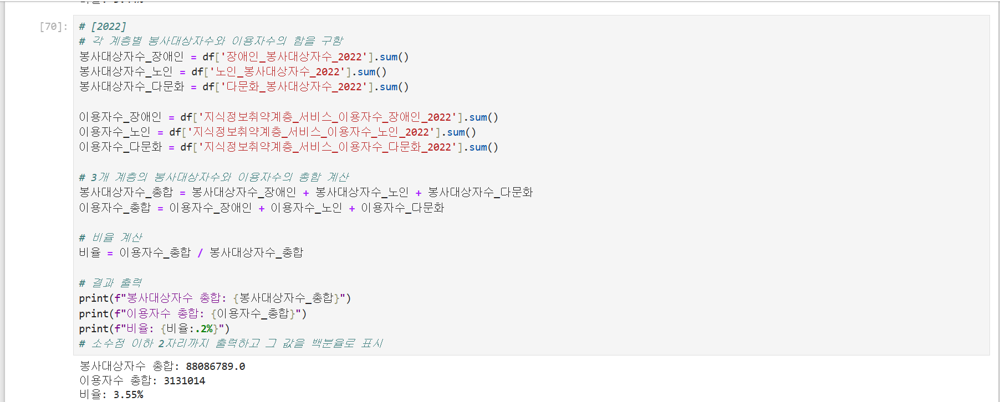 [70]:
# [2022]
# 각 계층별 봉사대상자수와 이용자수의 합을 구함
봉사대상자수_장애인 = df['장애인_봉사대상자수_2022'].sum()
봉사대상자수_노인 = df['노인_봉사대상자수_2022'].sum()
봉사대상자수_다문화 = df['다문화_봉사대상자수_2022'].sum()
이용자수_장애인 = df['지식정보취약계층_서비스_이용자수_장애인_2022'].sum()
이용자수_노인 = df['지식정보취약계층_서비스_이용자수_노인_2022'].sum()
이용자수_다문화 = df['지식정보취약계층_서비스_이용자수_다문화_2022'].sum()
# 3개 계층의 봉사대상자수와 이용자수의 총합 계산
봉사대상자수_총합 = 봉사대상자수_장애인 + 봉사대상자수_노인 + 봉사대상자수_다문화
이용자수_총합 = 이용자수_장애인 + 이용자수_노인 + 이용자수_다문화
# 비율 계산
비율 = 이용자수_총합 / 봉사대상자수_총합
# 결과 출력
print(f"봉사대상자수 총합: {봉사대상자수_총합}")
print(f"이용자수 총합: {이용자수_총합}")
print(f"비율: {비율:.2%}")
# 소수점 이하 2자리까지 출력하고 그 값을 백분율로 표시
봉사대상자수 총합: 88086789.0
이용자수 총합: 3131014
비율: 3.55%